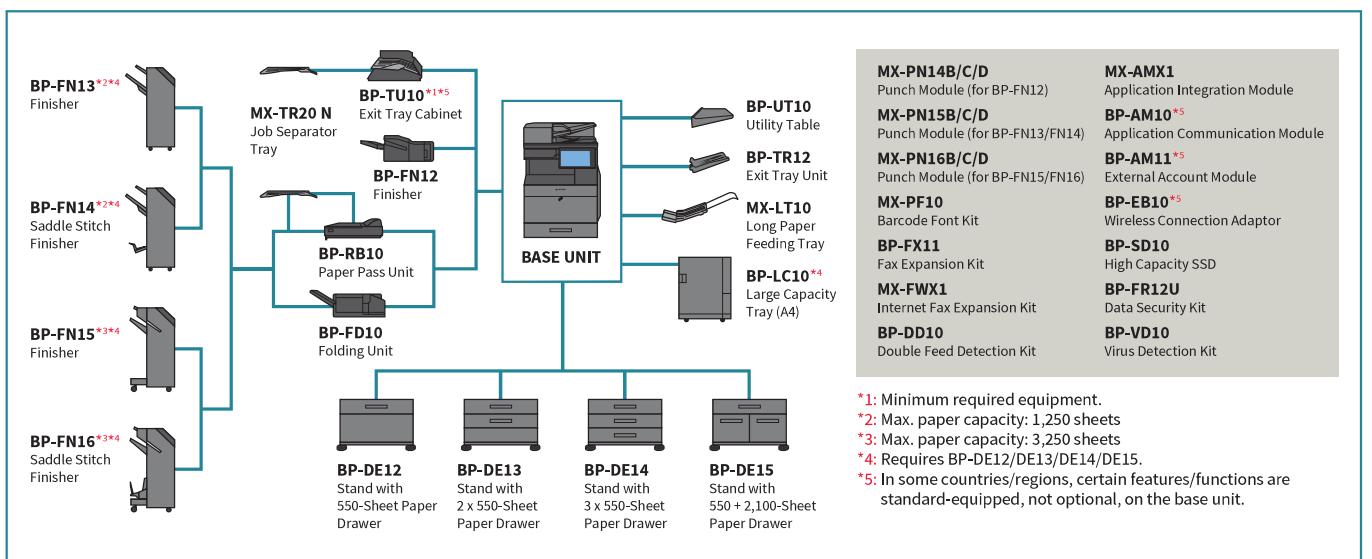 BP-FN13*2*4
Finisher
BP-FN14*2*4
Saddle Stitch
Finisher
BP-FN15*3*4
Finisher
BP-FN16*3*4
Saddle Stitch
Finisher
MX-TR20 N
Job Separator
Tray
BP-TU10*1*5
Exit Tray Cabinet
BP-FN12
Finisher
BP-RB10
Paper Pass Unit
BP-FD10
Folding Unit
BASE UNIT
BP-UT10
Utility Table
BP-TR12
Exit Tray Unit
MX-LT10
Long Paper
Feeding Tray
BP-LC10*4
Large Capacity
Tray (A4)
BP-DE12
Stand with
550-Sheet Paper
Drawer
BP-DE13
Stand with
2 x 550-Sheet
Paper Drawer
BP-DE14
Stand with
3 x 550-Sheet
Paper Drawer
BP-DE15
Stand with
550 + 2,100-Sheet
Paper Drawer
MX-PN14B/C/D
Punch Module (for BP-FN12)
MX-PN15B/C/D
Punch Module (for BP-FN13/FN14)
MX-PN16B/C/D
Punch Module (for BP-FN15/FN16)
MX-PF10
Barcode Font Kit
BP-FX11
Fax Expansion Kit
MX-FWX1
Internet Fax Expansion Kit
BP-DD10
Double Feed Detection Kit
MX-AMX1
Application Integration Module
BP-AM10*5
Application Communication Module
BP-AM11*5
External Account Module
BP-EB10*5
Wireless Connection Adaptor
BP-SD10
High Capacity SSD
BP-FR12U
Data Security Kit
BP-VD10
Virus Detection Kit
*1: Minimum required equipment.
*2: Max. paper capacity: 1,250 sheets
*3: Max. paper capacity: 3,250 sheets
*4: Requires BP-DE12/DE13/DE14/DE15.
*5: In some countries/regions, certain features/functions are
standard-equipped, not optional, on the base unit.